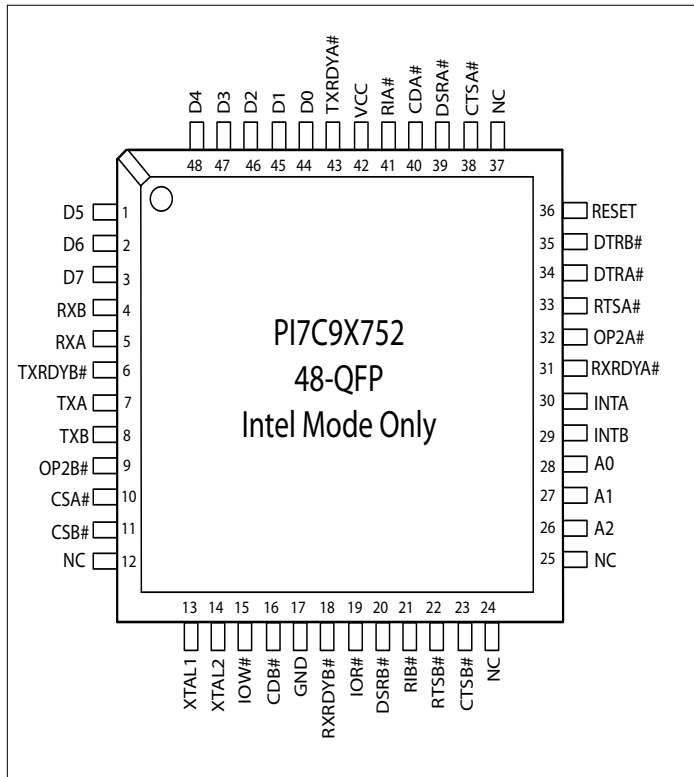 D4 D3 D2 D1 D0 TXRDYA# VCC RIA# CDA# DSRA# CTSA# NC
48 47 46 45 44 43 42 41 40 39 38 37
D5 1
D6 2
D7 3
RXB 4
RXA 5
TXRDYB# 6
TXA 7
TXB 8
OP2B# 9
CSA# 10
CSB# 11
NC 12
PI7C9X752
48-QFP
Intel Mode Only
36 RESET
35 DTRB#
34 DTRA#
33 RTSA#
32 OP2A#
31 RXRDYA#
30 INTA
29 INTB
28 A0
27 A1
26 A2
25 NC
13 14 15 16 17 18 19 20 21 22 23 24
XTAL1 XTAL2 IOW# CDB# GND RXRDYB# IOR# DSRB# RIB# RTSB# CTSB# NC